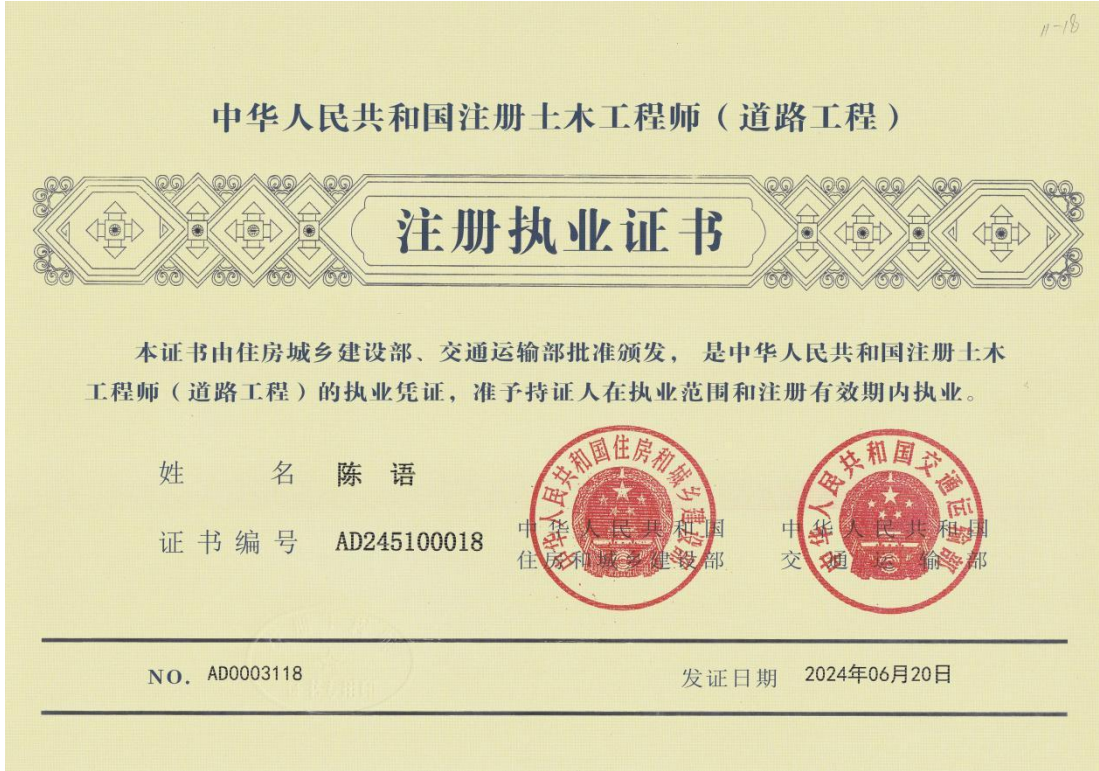 11-18
中华人民共和国注册土木工程师（道路工程）
注册执业证书
本证书由住房城乡建设部、交通运输部批准颁发，是中华人民共和国注册土木
工程师（道路工程）的执业凭证，准予持证人在执业范围和注册有效期内执业。
姓 名 陈 语
证书编号 AD245100018
中华人民共和国住房和城乡建设部
中华人民共和国
住房和城乡建设部
中华人民共和国交通运输部
中华人民共和国
交通运输部
NO. AD0003118
发证日期 2024年06月20日